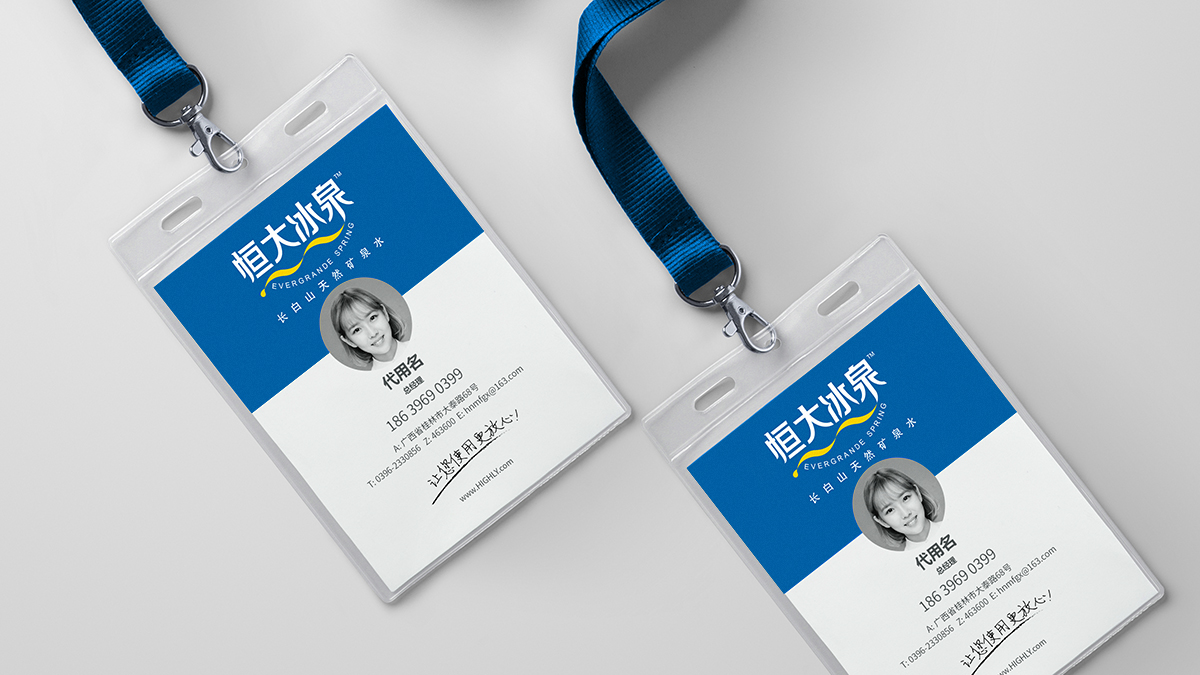 恒大冰泉™
EVERGRANDE SPRING
长白山天然矿泉水
代用名
总经理
186 3969 0399
A: 广西省桂林市大泰路68号
T: 0396-2330856 Z: 463600 E: hnmfgx@163.com
让您使用更放心!
www.HIGHLY.com
恒大冰泉™
EVERGRANDE SPRING
长白山天然矿泉水
代用名
总经理
186 3969 0399
A: 广西省桂林市大泰路68号
T: 0396-2330856 Z: 463600 E: hnmfgx@163.com
让您使用更放心!
www.HIGHLY.com